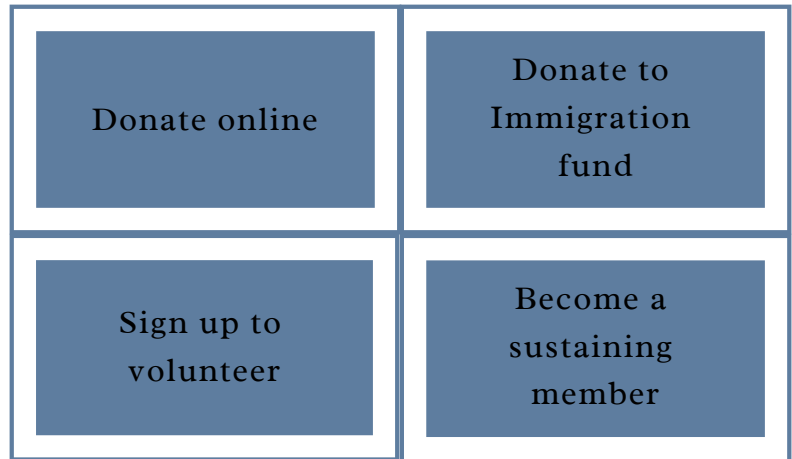 Donate online
Donate to
Immigration
fund
Sign up to
volunteer
Become a
sustaining
member